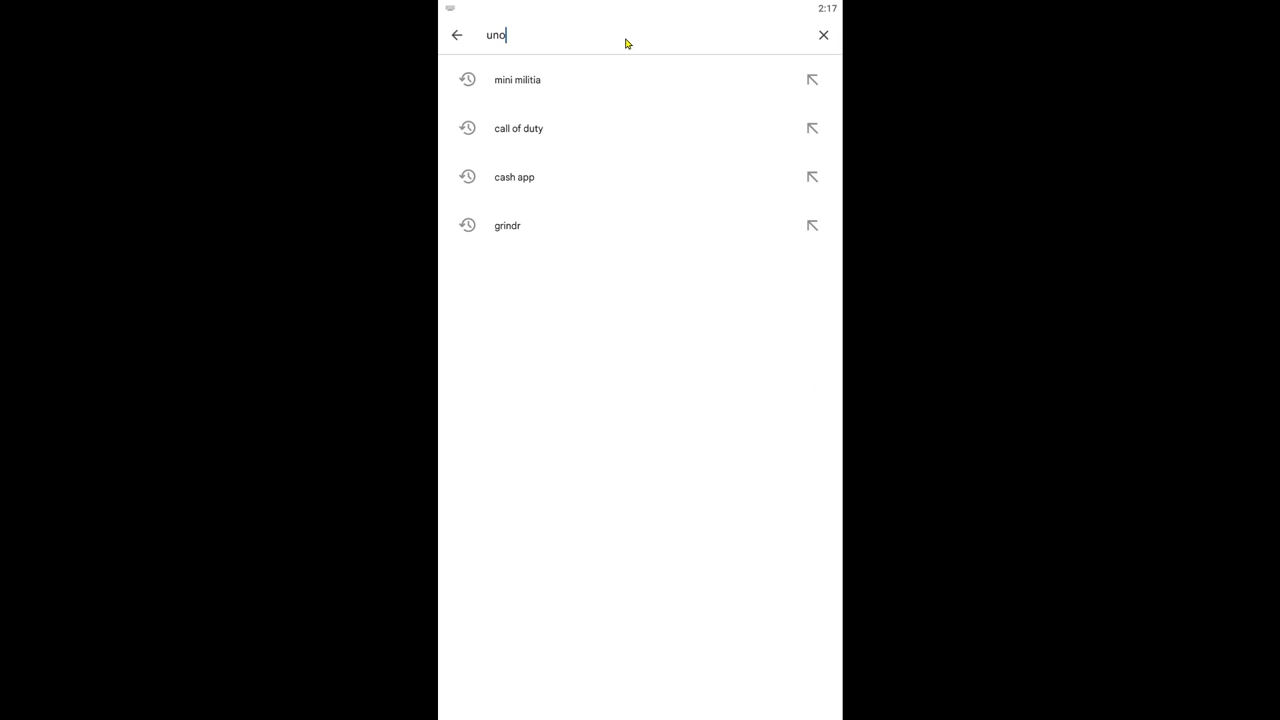 2:17
uno
mini militia
call of duty
cash app
grindr